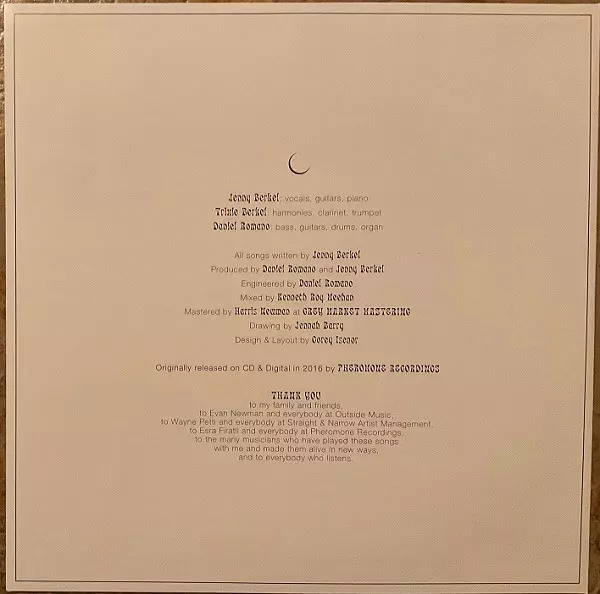 Jenny Berkel: vocals, guitars, piano
Trixie Berkel: harmonies, clarinet, trumpet
Daniel Romano: bass, guitars, drums, organ
All songs written by Jenny Berkel
Produced by Daniel Romano and Jenny Berkel
Engineered by Daniel Romano
Mixed by Kenneth Roy Meehan
Mastered by Harris Newman at GREY MARKET MASTERING
Drawing by Jennah Barry
Design & Layout by Corey Isenor
Originally released on CD & Digital in 2016 by PHEROMONE RECORDINGS
THANK YOU
to my family and friends,
to Evan Newman and everybody at Outside Music,
to Wayne Petti and everybody at Straight & Narrow Artist Management,
to Esra Firatli and everybody at Pheromone Recordings,
to the many musicians who have played these songs
with me and made them alive in new ways,
and to everybody who listens.